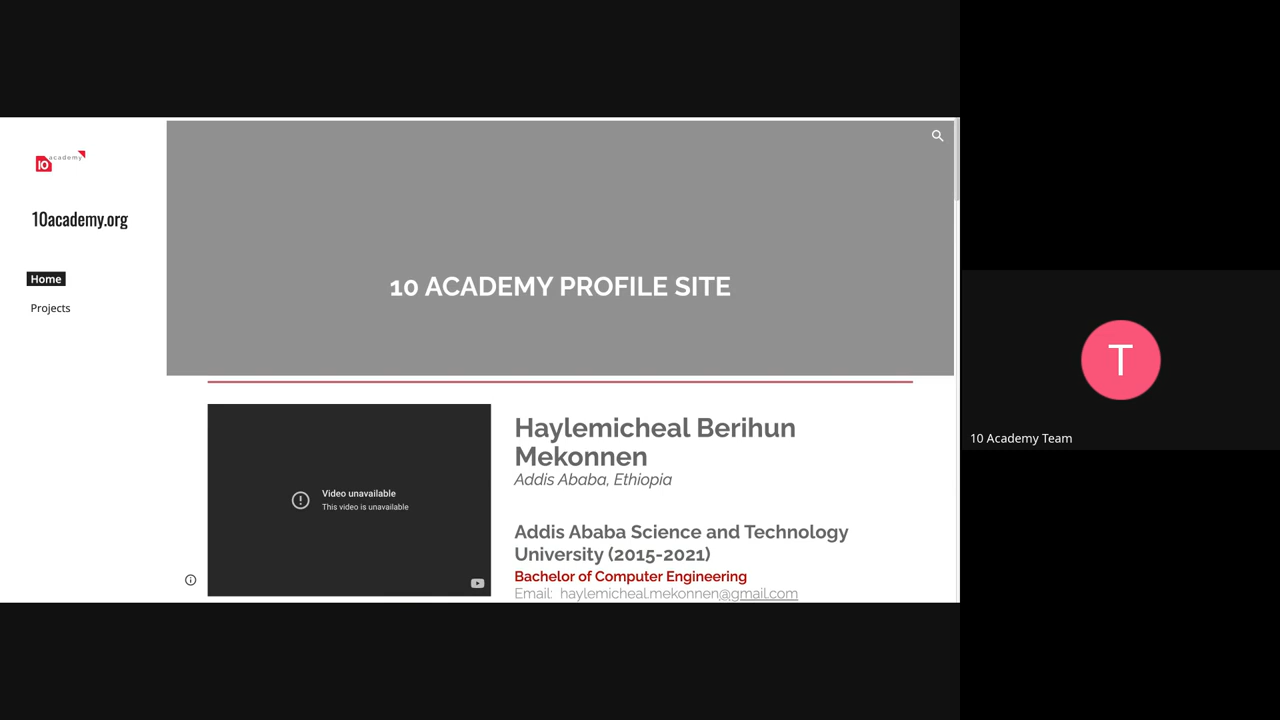 10 academy
10academy.org
Home
Projects
10 ACADEMY PROFILE SITE
Video unavailable
This video is unavailable
Haylemicheal Berihun
Mekonnen
Addis Ababa, Ethiopia
Addis Ababa Science and Technology
University (2015-2021)
Bachelor of Computer Engineering
Email: haylemicheal.mekonnen@gmail.com
T
10 Academy Team